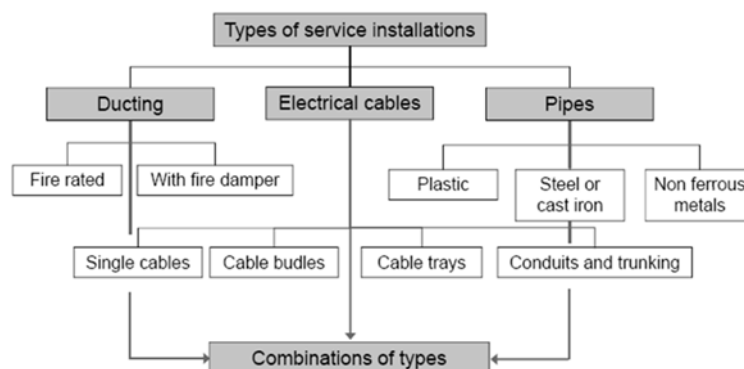 Types of service installations
Ducting
Electrical cables
Pipes
Fire rated
With fire damper
Plastic
Steel or
cast iron
Non ferrous
metals
Single cables
Cable budles
Cable trays
Conduits and trunking
Combinations of types